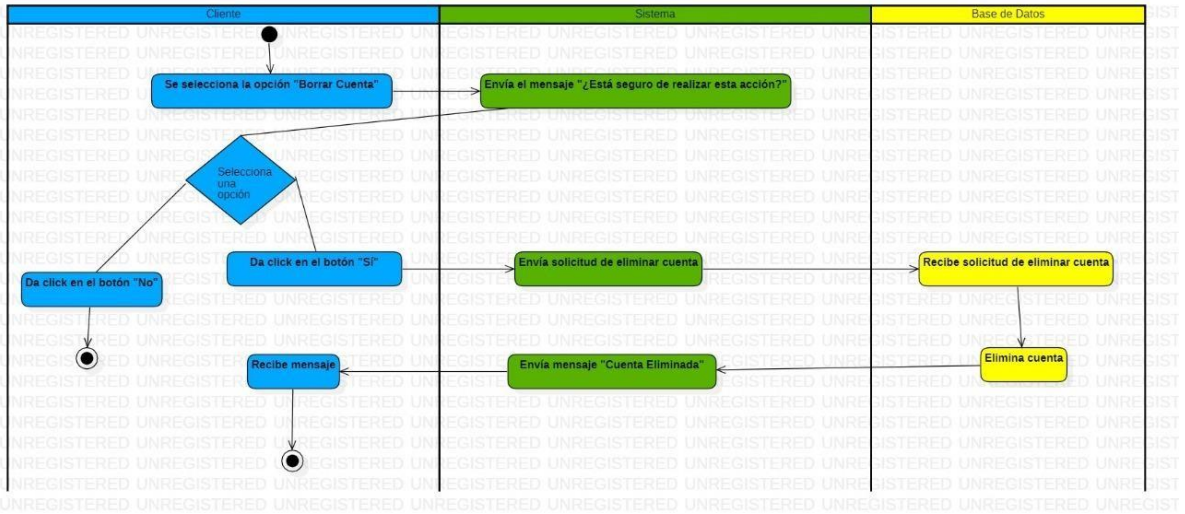 Cliente
Sistema
Base de Datos
Se selecciona la opción "Borrar Cuenta"
Envía el mensaje "¿Está seguro de realizar esta acción?"
Selecciona
una
opción
Da click en el botón "No"
Da click en el botón "Sí"
Envía solicitud de eliminar cuenta
Recibe solicitud de eliminar cuenta
Recibe mensaje
Envía mensaje "Cuenta Eliminada"
Elimina cuenta
UNREGISTERED